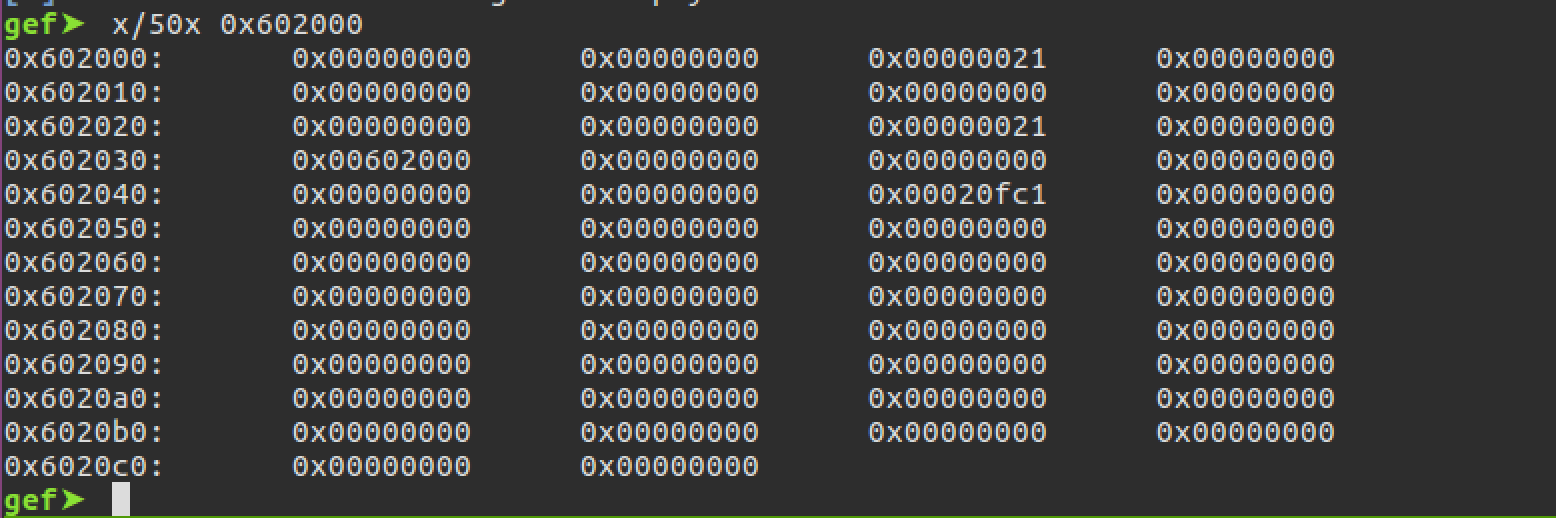 gef➤ x/50x 0x602000
0x602000: 0x00000000 0x00000000 0x00000021 0x00000000
0x602010: 0x00000000 0x00000000 0x00000000 0x00000000
0x602020: 0x00000000 0x00000000 0x00000021 0x00000000
0x602030: 0x00602000 0x00000000 0x00000000 0x00000000
0x602040: 0x00000000 0x00000000 0x00020fc1 0x00000000
0x602050: 0x00000000 0x00000000 0x00000000 0x00000000
0x602060: 0x00000000 0x00000000 0x00000000 0x00000000
0x602070: 0x00000000 0x00000000 0x00000000 0x00000000
0x602080: 0x00000000 0x00000000 0x00000000 0x00000000
0x602090: 0x00000000 0x00000000 0x00000000 0x00000000
0x6020a0: 0x00000000 0x00000000 0x00000000 0x00000000
0x6020b0: 0x00000000 0x00000000 0x00000000 0x00000000
0x6020c0: 0x00000000 0x00000000
gef➤